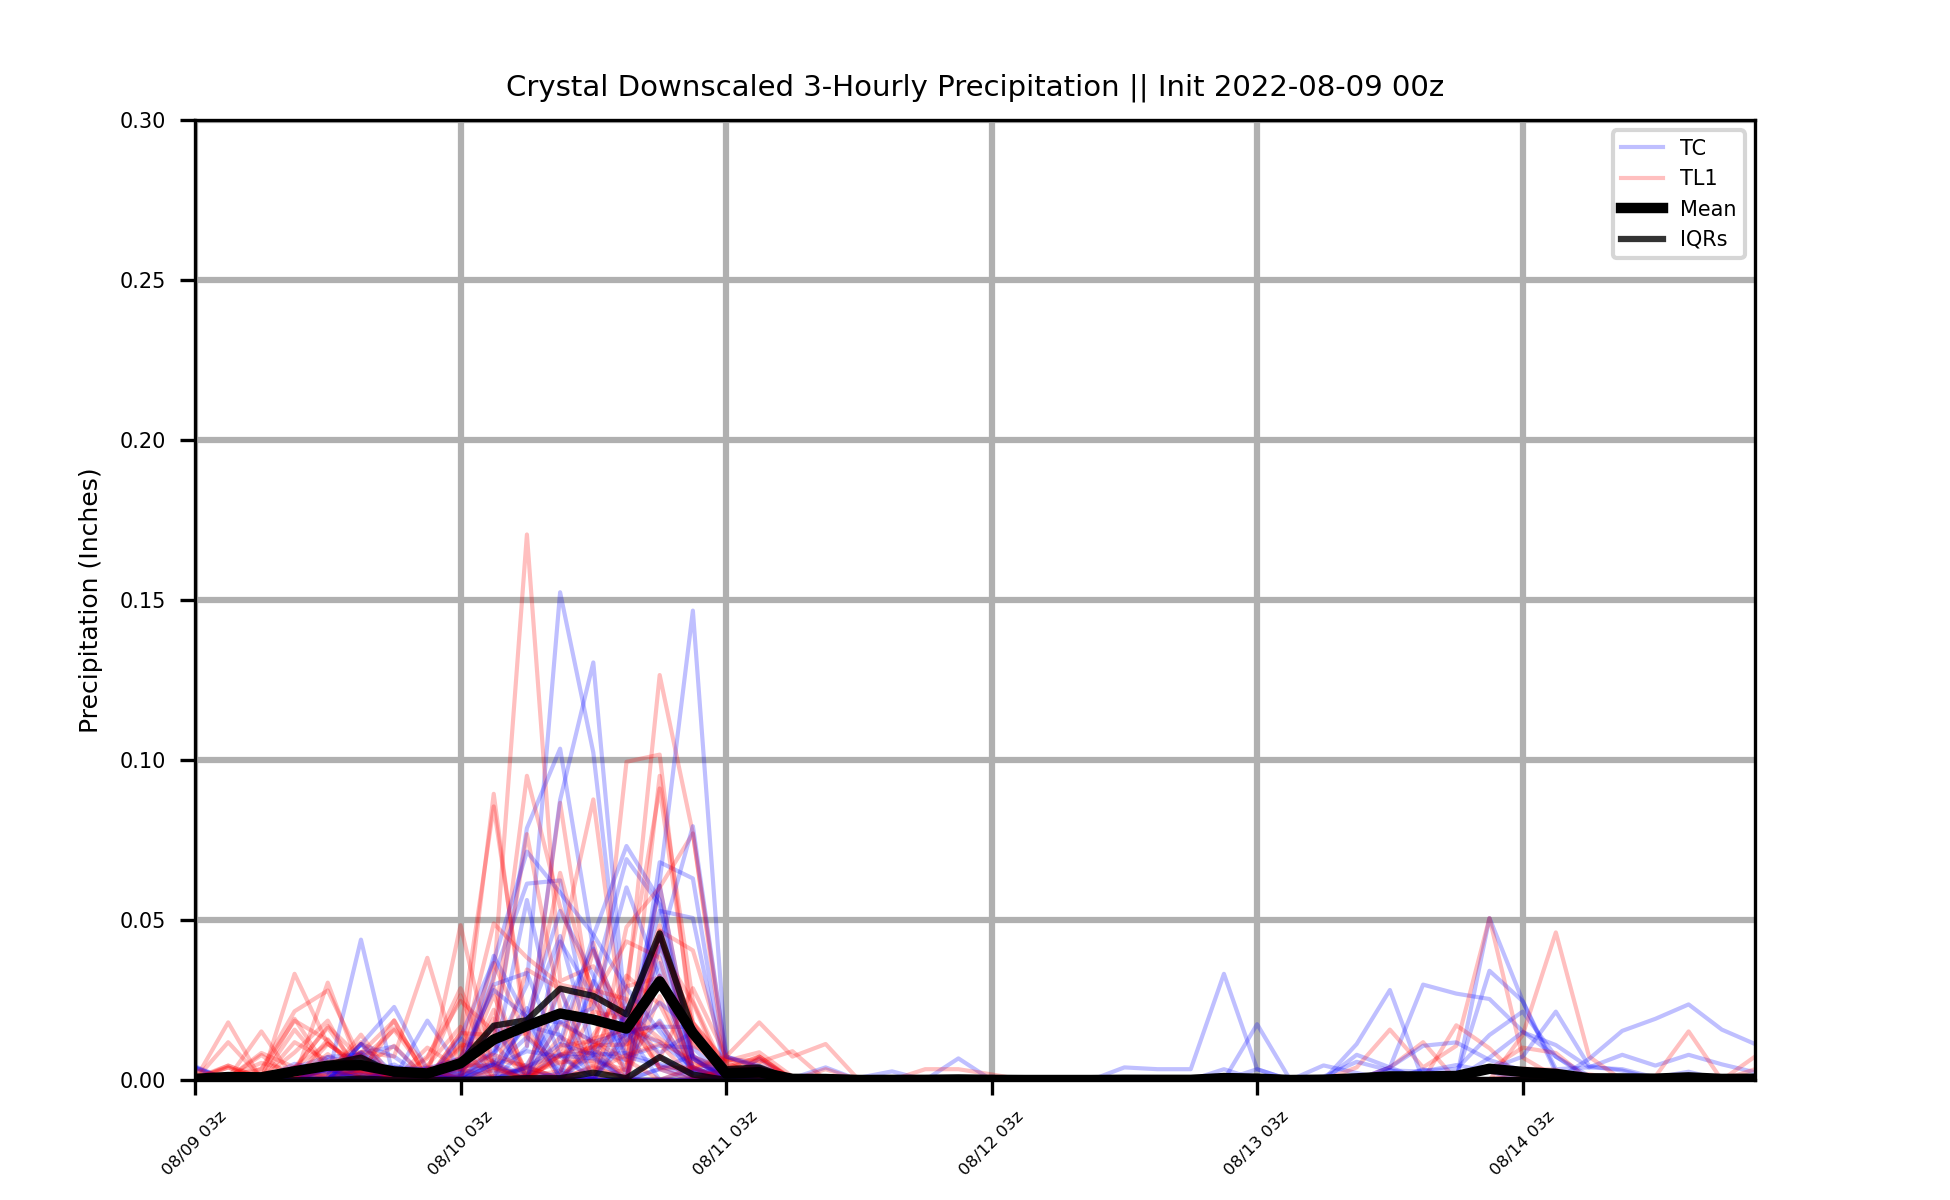 Crystal Downscaled 3-Hourly Precipitation || Init 2022-08-09 00z
0.30
0.25
0.20
0.15
0.10
0.05
0.00
Precipitation (Inches)
TC
TL1
Mean
IQRs
08/09 03z
08/10 03z
08/11 03z
08/12 03z
08/13 03z
08/14 03z